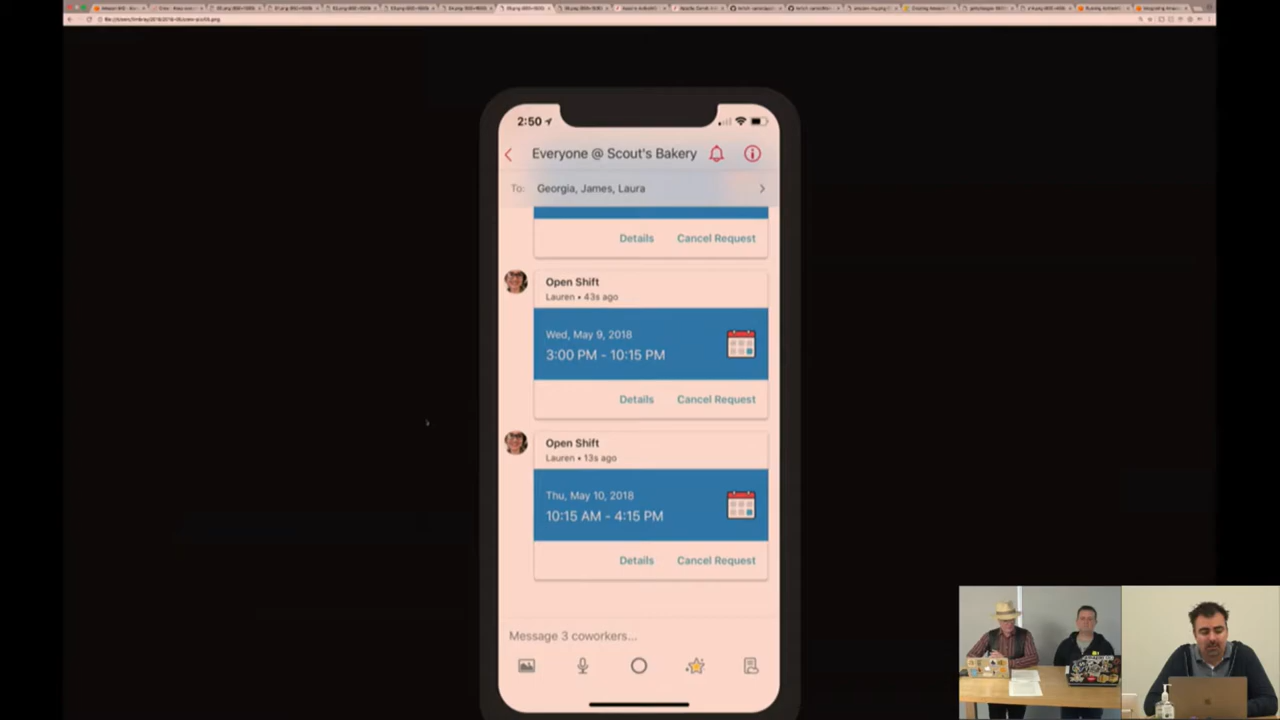 2:50
Everyone @ Scout's Bakery
To: Georgia, James, Laura
Details Cancel Request
Open Shift
Lauren • 43s ago
Wed, May 9, 2018
3:00 PM - 10:15 PM
Details Cancel Request
Open Shift
Lauren • 13s ago
Thu, May 10, 2018
10:15 AM - 4:15 PM
Details Cancel Request
Message 3 coworkers...